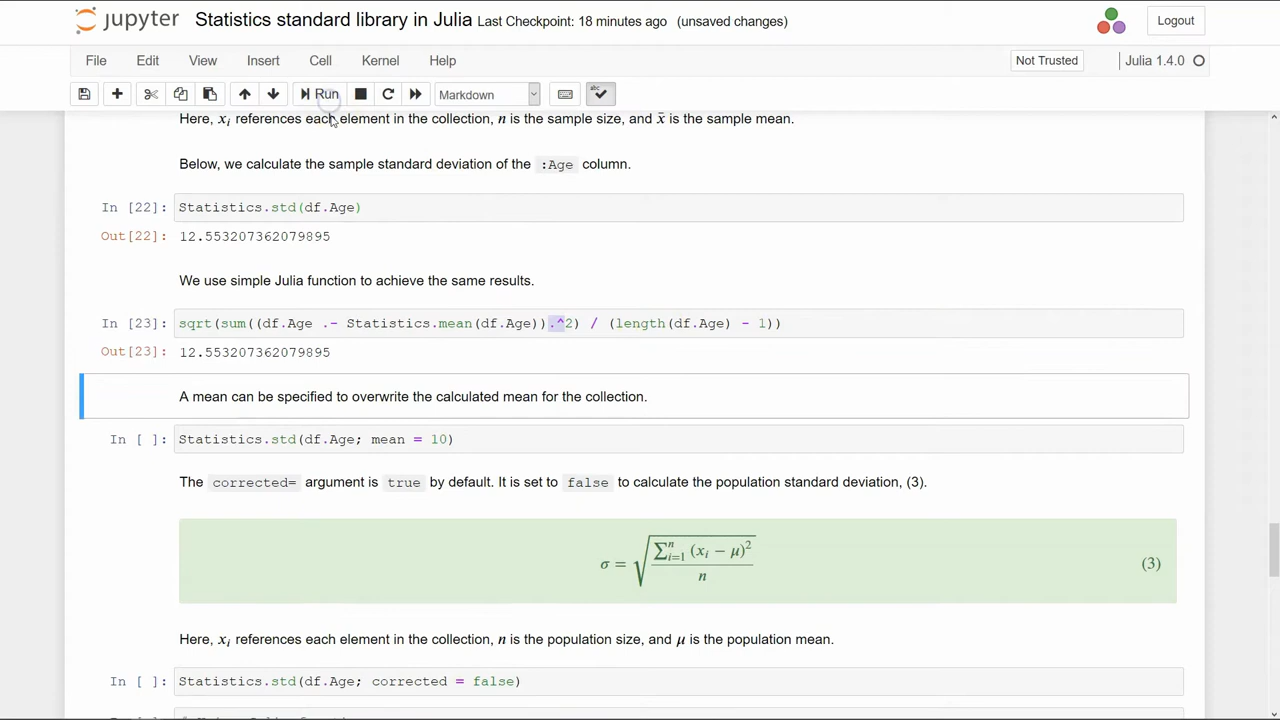 jupyter Statistics standard library in Julia Last Checkpoint: 18 minutes ago (unsaved changes) Logout
File Edit View Insert Cell Kernel Help Not Trusted Julia 1.4.0
Run Markdown abc
Here, xᵢ references each element in the collection, n is the sample size, and x̄ is the sample mean.
Below, we calculate the sample standard deviation of the :Age column.
In [22]: Statistics.std(df.Age)
Out[22]: 12.553207362079895
We use simple Julia function to achieve the same results.
In [23]: sqrt(sum((df.Age .- Statistics.mean(df.Age)).^2) / (length(df.Age) - 1))
Out[23]: 12.553207362079895
A mean can be specified to overwrite the calculated mean for the collection.
In [ ]: Statistics.std(df.Age; mean = 10)
The corrected= argument is true by default. It is set to false to calculate the population standard deviation, (3).
σ = √(∑ⁿᵢ₌₁ (xᵢ − μ)² / n) (3)
Here, xᵢ references each element in the collection, n is the population size, and μ is the population mean.
In [ ]: Statistics.std(df.Age; corrected = false)